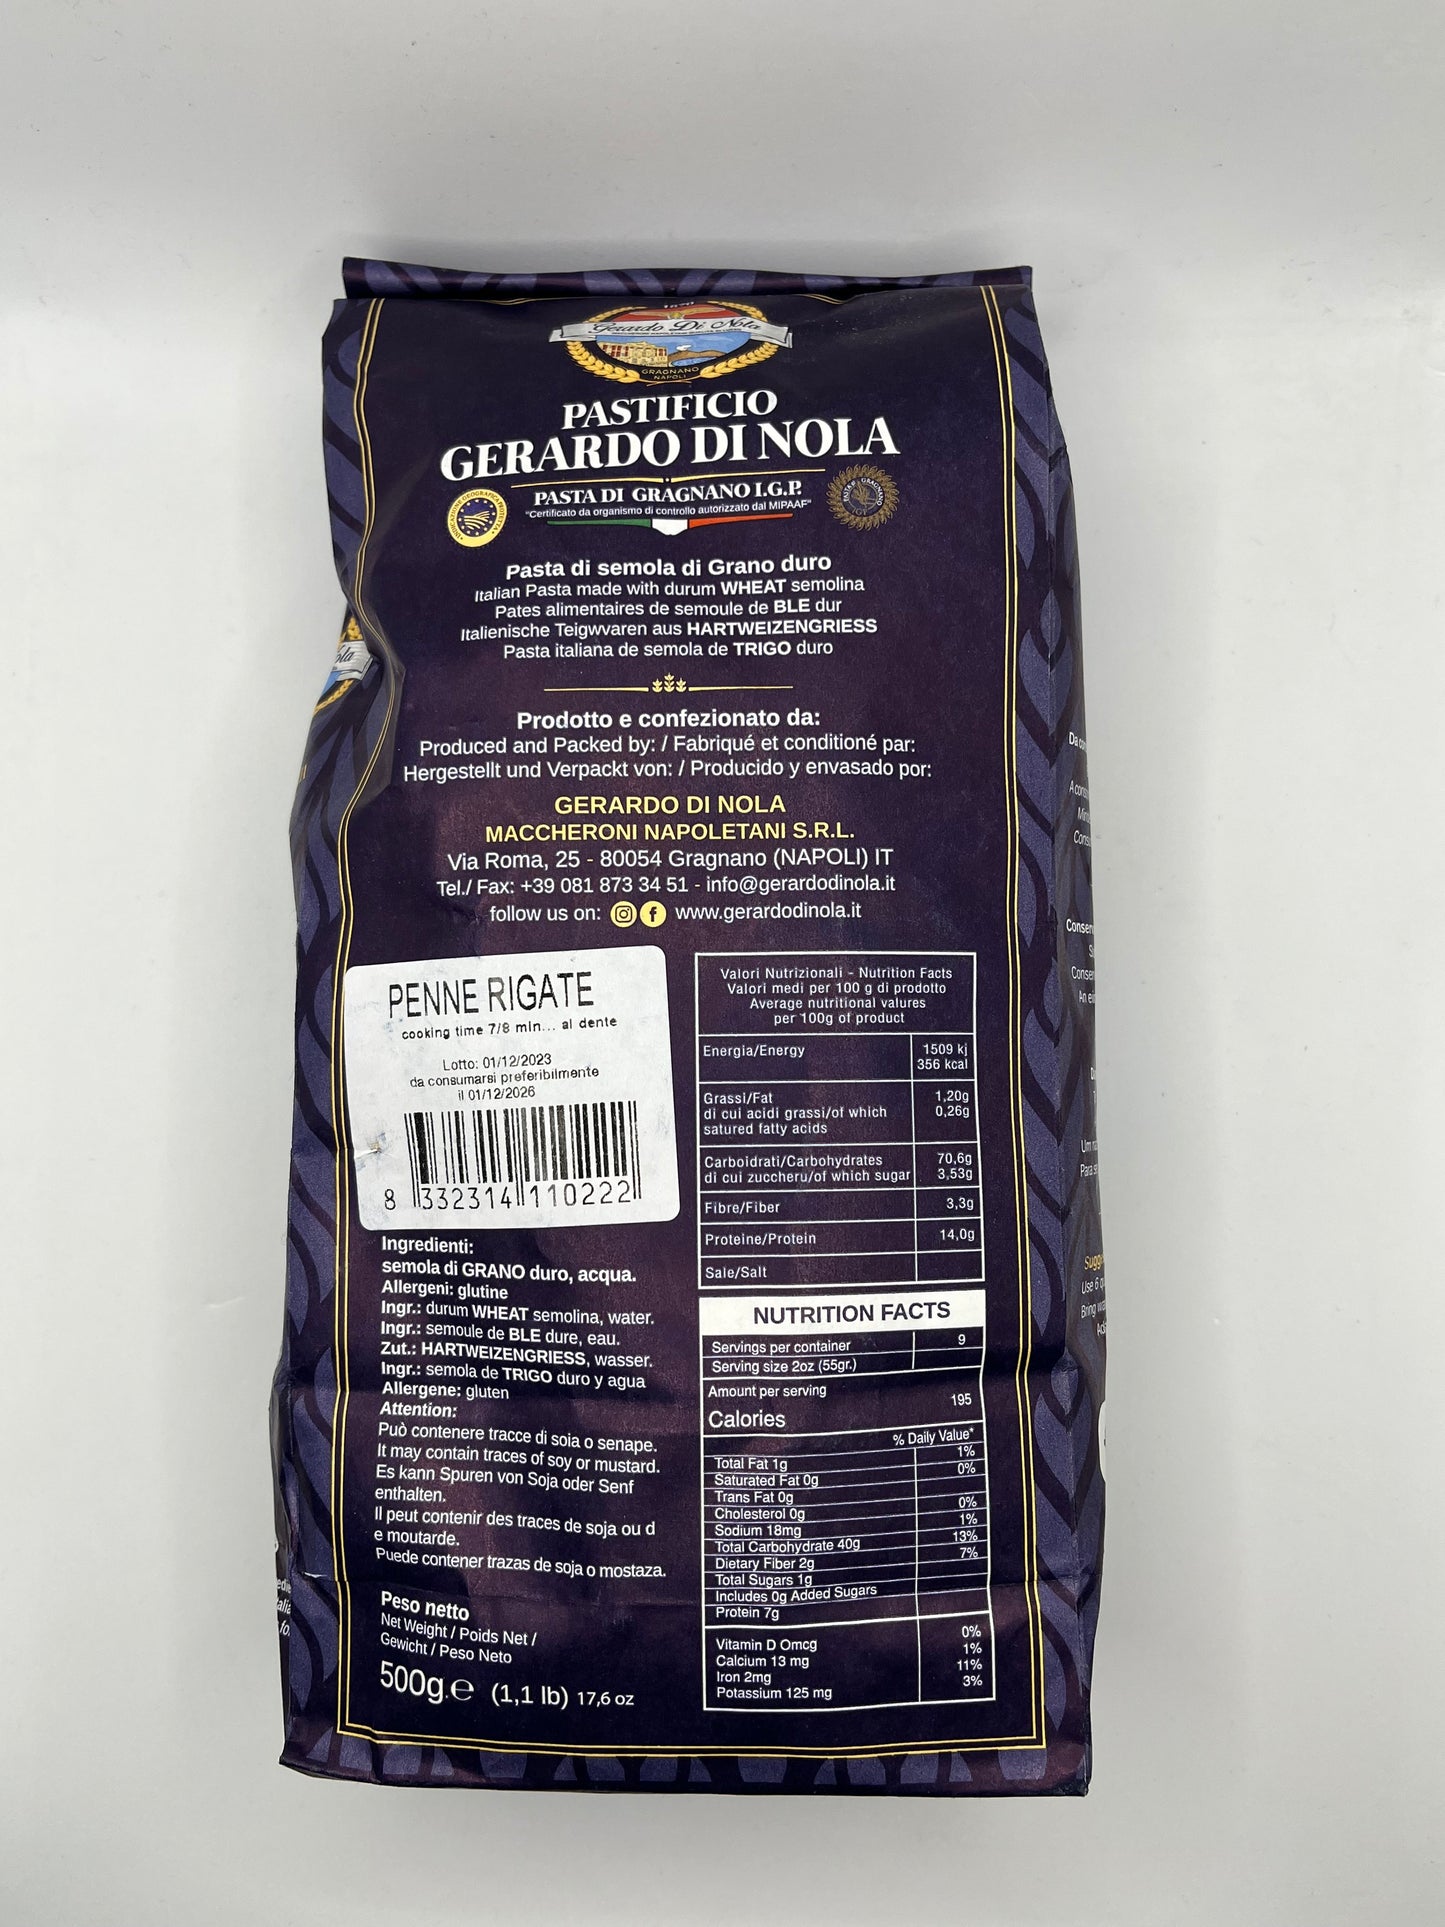 1890
Gerardo Di Nola
GRAGNANO
NAPOLI
PASTIFICIO
GERARDO DI NOLA
PASTA DI GRAGNANO I.G.P.
"Certificato da organismo di controllo autorizzato dal MIPAAF"
INDICAZIONE GEOGRAFICA PROTETTA
PASTA DI GRAGNANO
IGP
Pasta di semola di Grano duro
Italian Pasta made with durum WHEAT semolina
Pates alimentaires de semoule de BLE dur
Italienische Teigwvaren aus HARTWEIZENGRIESS
Pasta italiana de semola de TRIGO duro
Prodotto e confezionato da:
Produced and Packed by: / Fabriqué et conditioné par:
Hergestellt und Verpackt von: / Producido y envasado por:
GERARDO DI NOLA
MACCHERONI NAPOLETANI S.R.L.
Via Roma, 25 - 80054 Gragnano (NAPOLI) IT
Tel./ Fax: +39 081 873 34 51 - info@gerardodinola.it
follow us on: www.gerardodinola.it
PENNE RIGATE
cooking time 7/8 min... al dente
Lotto: 01/12/2023
da consumarsi preferibilmente
il 01/12/2026
8 332314 110222
Ingredienti:
semola di GRANO duro, acqua.
Allergeni: glutine
Ingr.: durum WHEAT semolina, water.
Ingr.: semoule de BLE dure, eau.
Zut.: HARTWEIZENGRIESS, wasser.
Ingr.: semola de TRIGO duro y agua
Allergene: gluten
Attention:
Può contenere tracce di soia o senape.
It may contain traces of soy or mustard.
Es kann Spuren von Soja oder Senf
enthalten.
Il peut contenir des traces de soja ou d
e moutarde.
Puede contener trazas de soja o mostaza.
Peso netto
Net Weight / Poids Net /
Gewicht / Peso Neto
500g.e (1,1 lb) 17,6 oz
Valori Nutrizionali - Nutrition Facts
Valori medi per 100 g di prodotto
Average nutritional valures
per 100g of product
Energia/Energy 1509 kj
356 kcal
Grassi/Fat 1,20g
di cui acidi grassi/of which 0,26g
satured fatty acids
Carboidrati/Carbohydrates 70,6g
di cui zuccheru/of which sugar 3,53g
Fibre/Fiber 3,3g
Proteine/Protein 14,0g
Sale/Salt
NUTRITION FACTS
Servings per container 9
Serving size 2oz (55gr.)
Amount per serving
Calories 195
% Daily Value*
Total Fat 1g 1%
Saturated Fat 0g 0%
Trans Fat 0g
Cholesterol 0g 0%
Sodium 18mg 1%
Total Carbohydrate 40g 13%
Dietary Fiber 2g 7%
Total Sugars 1g
Includes 0g Added Sugars
Protein 7g
Vitamin D Omcg 0%
Calcium 13 mg 1%
Iron 2mg 11%
Potassium 125 mg 3%